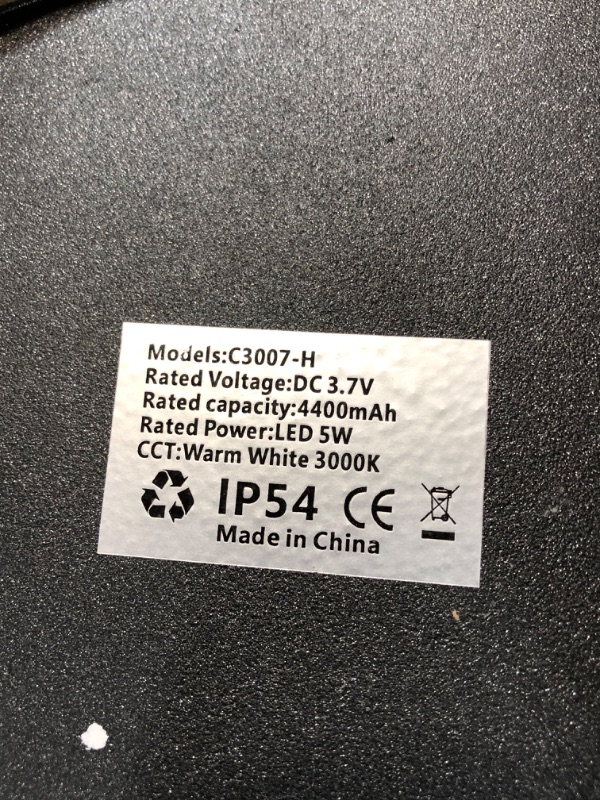 Models:C3007-H
Rated Voltage:DC 3.7V
Rated capacity:4400mAh
Rated Power:LED 5W
CCT:Warm White 3000K
IP54 CE
Made in China